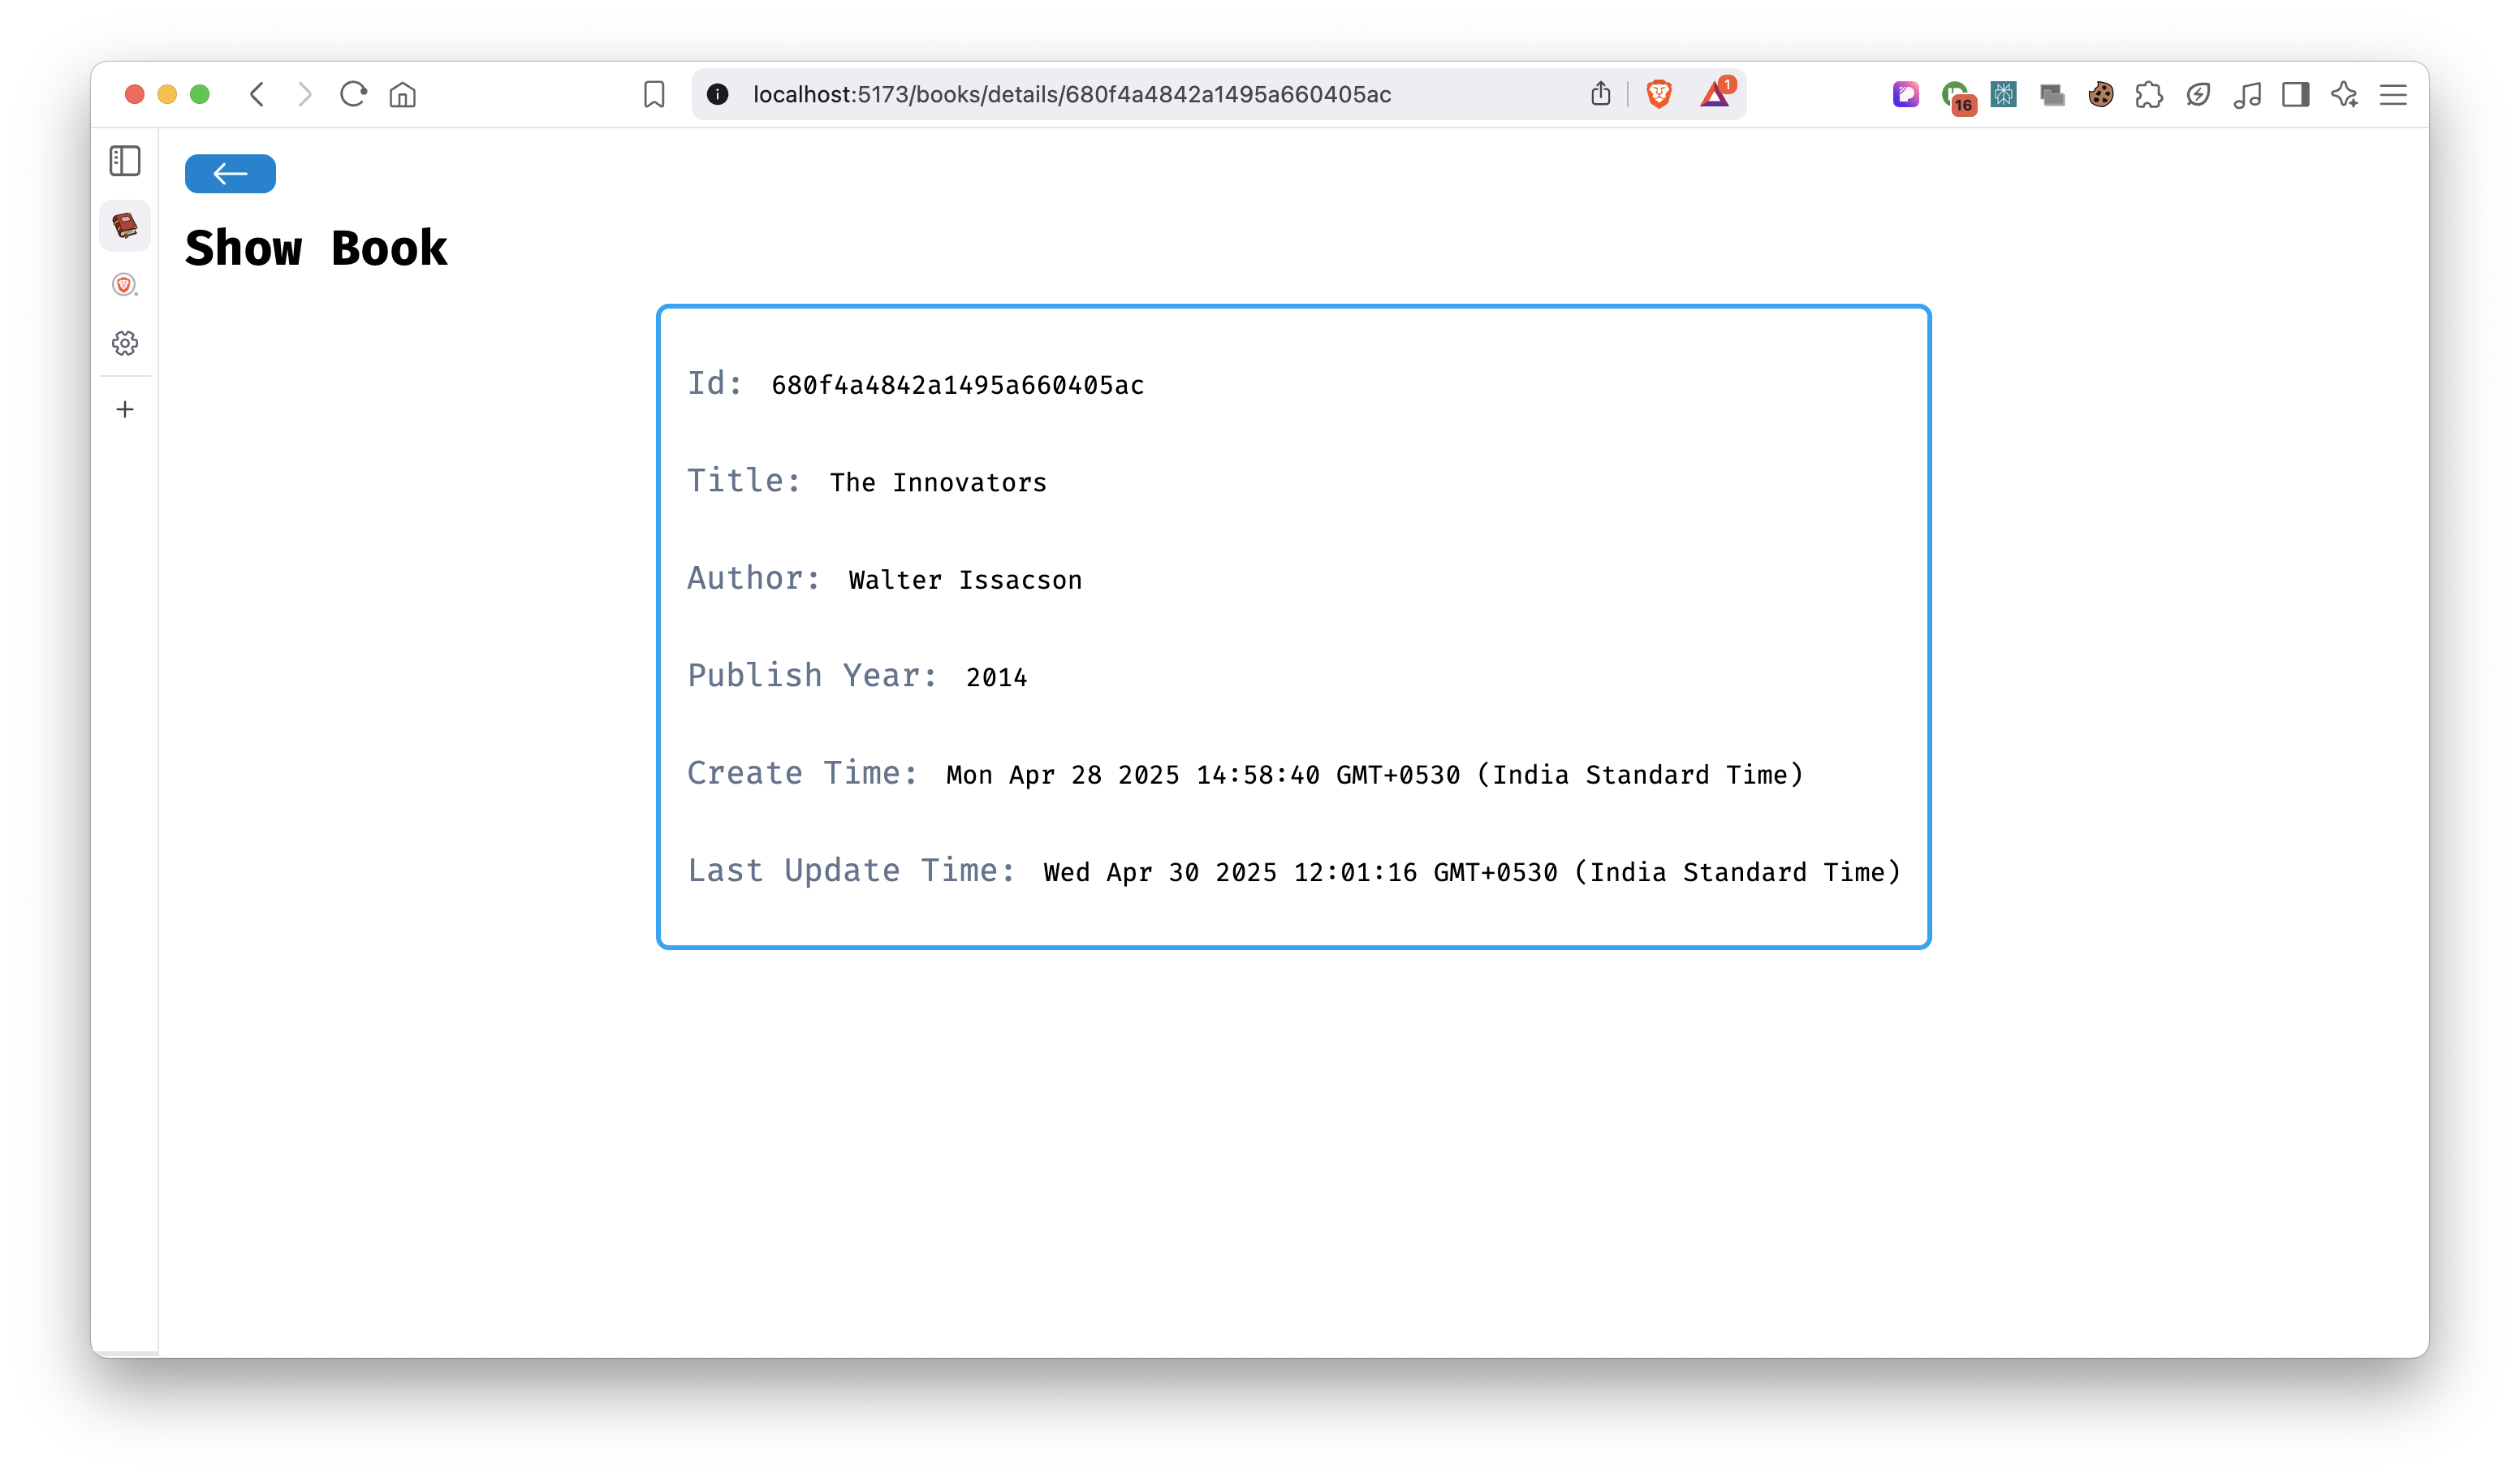 localhost:5173/books/details/680f4a4842a1495a660405ac
1
16
Show Book
Id: 680f4a4842a1495a660405ac
Title: The Innovators
Author: Walter Issacson
Publish Year: 2014
Create Time: Mon Apr 28 2025 14:58:40 GMT+0530 (India Standard Time)
Last Update Time: Wed Apr 30 2025 12:01:16 GMT+0530 (India Standard Time)